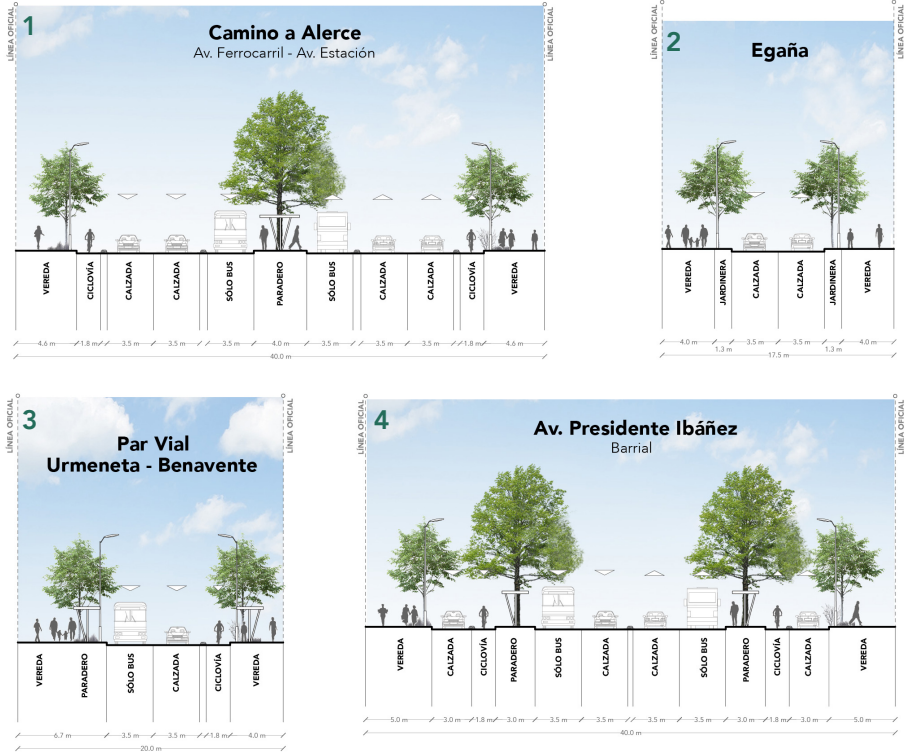 LÍNEA OFICIAL
1
Camino a Alerce
Av. Ferrocarril - Av. Estación
LÍNEA OFICIAL
VEREDA
CICLOVÍA
CALZADA
CALZADA
SÓLO BUS
PARADERO
SÓLO BUS
CALZADA
CALZADA
CICLOVÍA
VEREDA
4.6 m 1.8 m 3.5 m 3.5 m 3.5 m 4.0 m 3.5 m 3.5 m 3.5 m 1.8 m 4.6 m
40.0 m
LÍNEA OFICIAL
2
Egaña
LÍNEA OFICIAL
VEREDA
JARDINERA
CALZADA
CALZADA
JARDINERA
VEREDA
4.0 m 1.3 m 3.5 m 3.5 m 1.3 m 4.0 m
17.5 m
LÍNEA OFICIAL
3
Par Vial
Urmeneta - Benavente
LÍNEA OFICIAL
VEREDA
PARADERO
SÓLO BUS
CALZADA
CICLOVÍA
VEREDA
6.7 m 3.5 m 3.5 m 1.8 m 4.0 m
20.0 m
LÍNEA OFICIAL
4
Av. Presidente Ibáñez
Barrial
LÍNEA OFICIAL
VEREDA
CALZADA
CICLOVÍA
PARADERO
SÓLO BUS
CALZADA
CALZADA
SÓLO BUS
PARADERO
CICLOVÍA
CALZADA
VEREDA
5.0 m 3.0 m 1.8 m 3.0 m 3.5 m 3.5 m 3.5 m 3.5 m 3.0 m 1.8 m 3.0 m 5.0 m
40.0 m